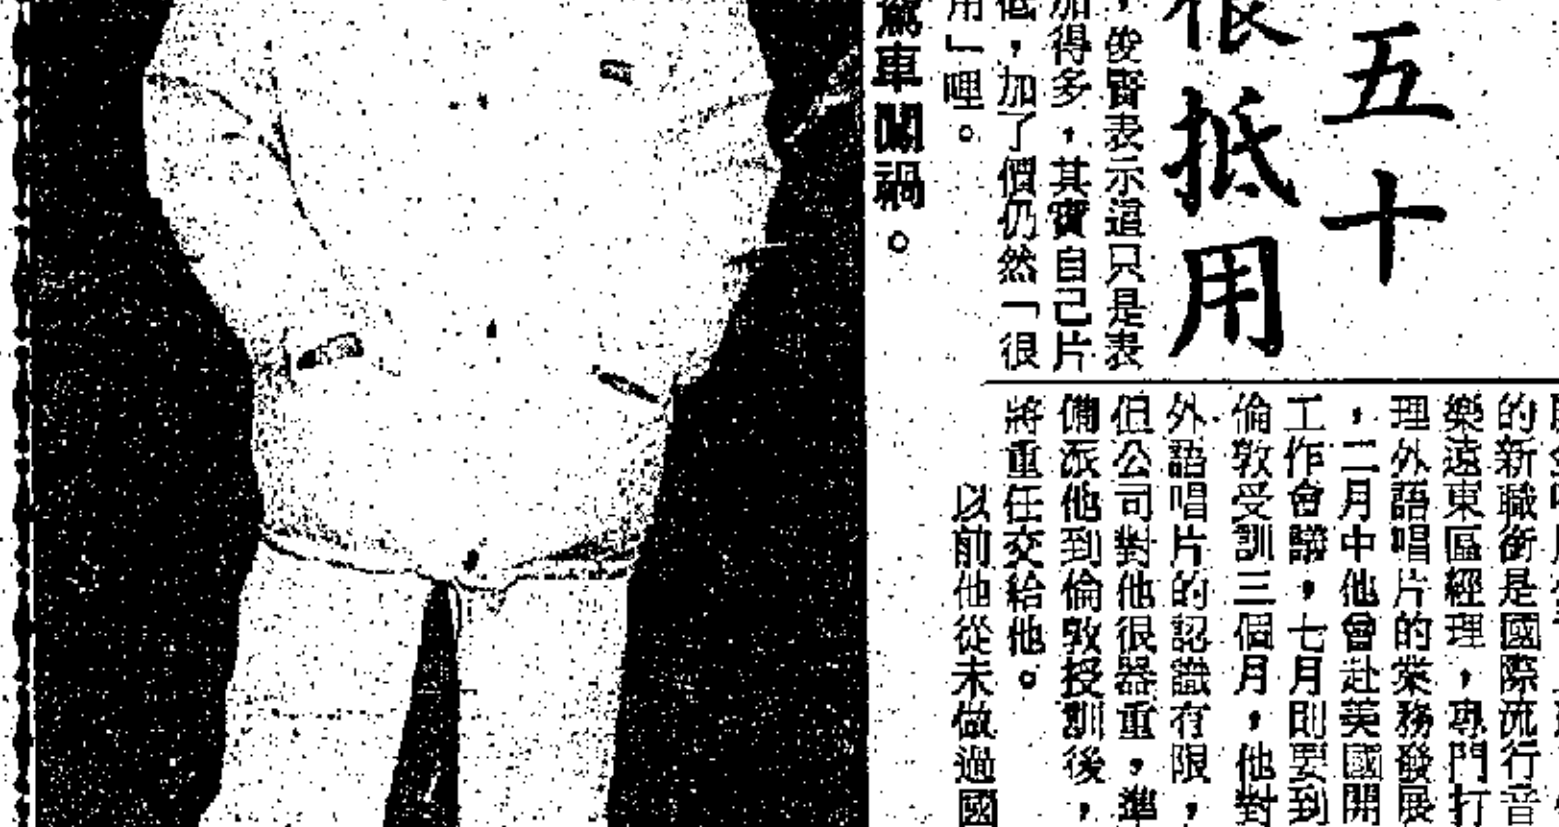 五十
很抵用
，俊賢表示這只是表
加得多，其實自己片
低，加了價仍然「很
用」哩。
駕車闖禍。
的新職銜是國際流行音
樂遠東區經理，專門打
理外語唱片的業務發展
，二月中他會赴英國開
工作會議，七月則要到
倫敦受訓三個月，他對
外語唱片的認識有限，
但公司對他很器重，準
備派他到倫敦授訓後，
將重任交給他。
以前他從未做過國